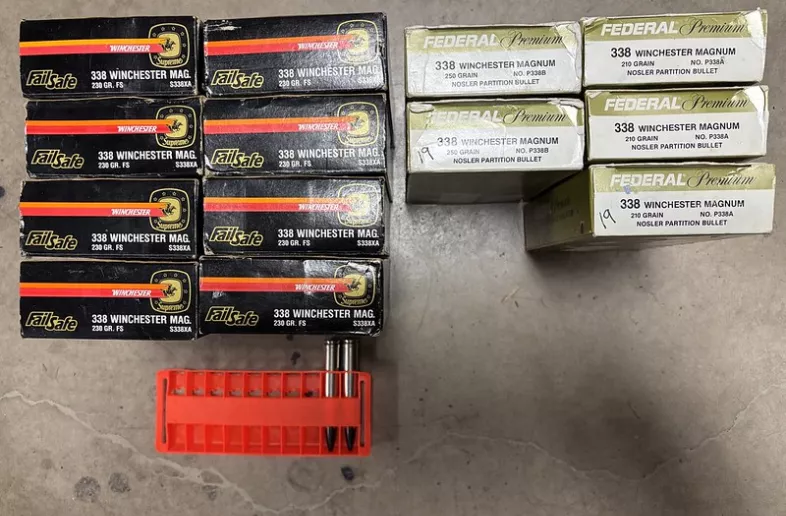 WINCHESTER
FailSafe
338 WINCHESTER MAG.
230 GR. FS S338XA
Supreme
WINCHESTER
FailSafe
338 WINCHESTER MAG.
230 GR. FS S338XA
Supreme
WINCHESTER
FailSafe
338 WINCHESTER MAG.
230 GR. FS S338XA
Supreme
WINCHESTER
FailSafe
338 WINCHESTER MAG.
230 GR. FS S338XA
Supreme
WINCHESTER
FailSafe
338 WINCHESTER MAG.
230 GR. FS S338XA
Supreme
WINCHESTER
FailSafe
338 WINCHESTER MAG.
230 GR. FS S338XA
Supreme
WINCHESTER
FailSafe
338 WINCHESTER MAG.
230 GR. FS S338XA
Supreme
WINCHESTER
FailSafe
338 WINCHESTER MAG.
230 GR. FS S338XA
Supreme
FEDERAL Premium
338 WINCHESTER MAGNUM
250 GRAIN NO. P338B
NOSLER PARTITION BULLET
FEDERAL Premium
338 WINCHESTER MAGNUM
210 GRAIN NO. P338A
NOSLER PARTITION BULLET
FEDERAL Premium
19 338 WINCHESTER MAGNUM
250 GRAIN NO. P338B
NOSLER PARTITION BULLET
FEDERAL Premium
338 WINCHESTER MAGNUM
210 GRAIN NO. P338A
NOSLER PARTITION BULLET
FEDERAL Premium
19 338 WINCHESTER MAGNUM
210 GRAIN NO. P338A
NOSLER PARTITION BULLET